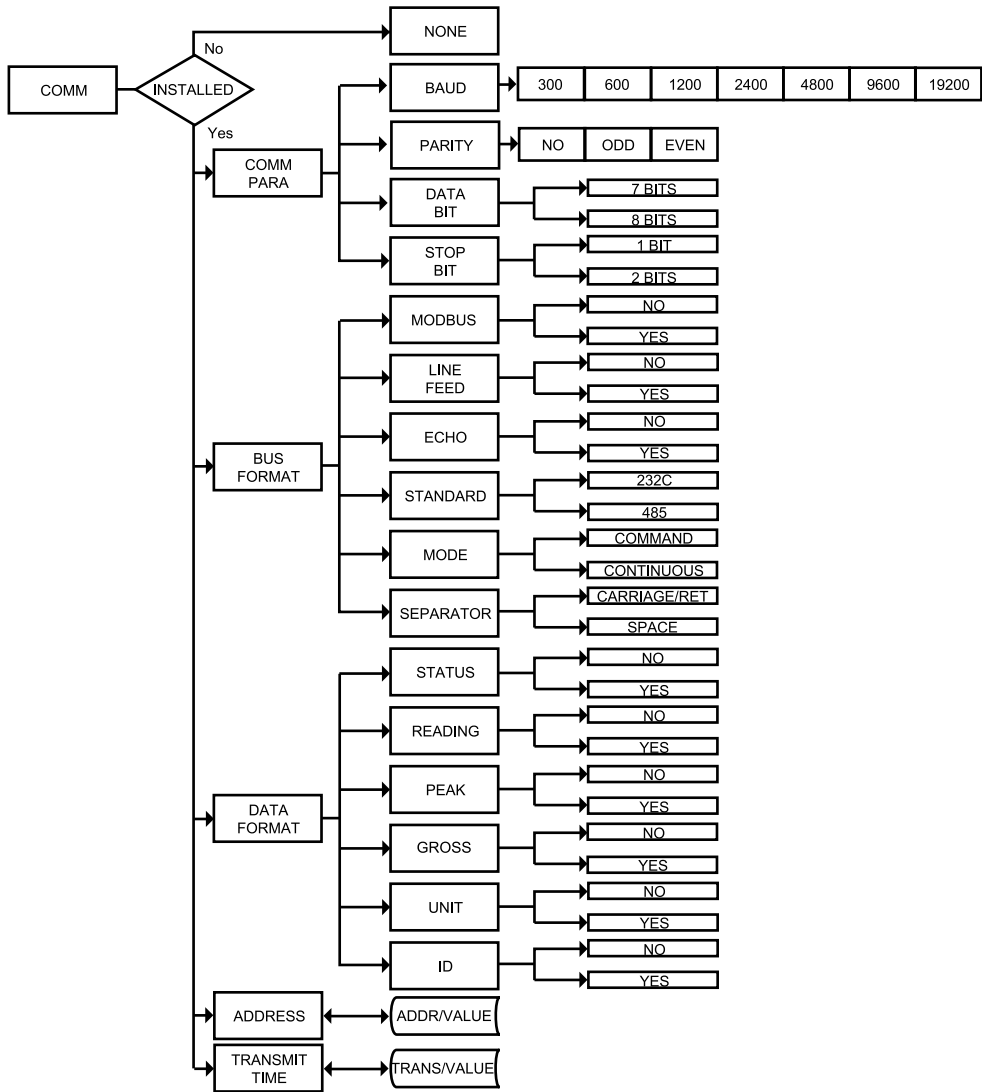 NONE
No
COMM
INSTALLED
Yes
BAUD
300 600 1200 2400 4800 9600 19200
COMM
PARA
PARITY
NO ODD EVEN
DATA
BIT
7 BITS
8 BITS
STOP
BIT
1 BIT
2 BITS
BUS
FORMAT
MODBUS
NO
YES
LINE
FEED
NO
YES
ECHO
NO
YES
STANDARD
232C
485
MODE
COMMAND
CONTINUOUS
SEPARATOR
CARRIAGE/RET
SPACE
DATA
FORMAT
STATUS
NO
YES
READING
NO
YES
PEAK
NO
YES
GROSS
NO
YES
UNIT
NO
YES
ID
NO
YES
ADDRESS
ADDR/VALUE
TRANSMIT
TIME
TRANS/VALUE